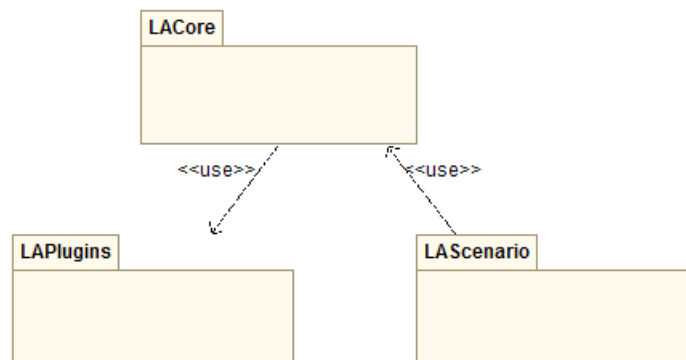 LACore
<<use>>
<<use>>
LAPlugins
LAScenario